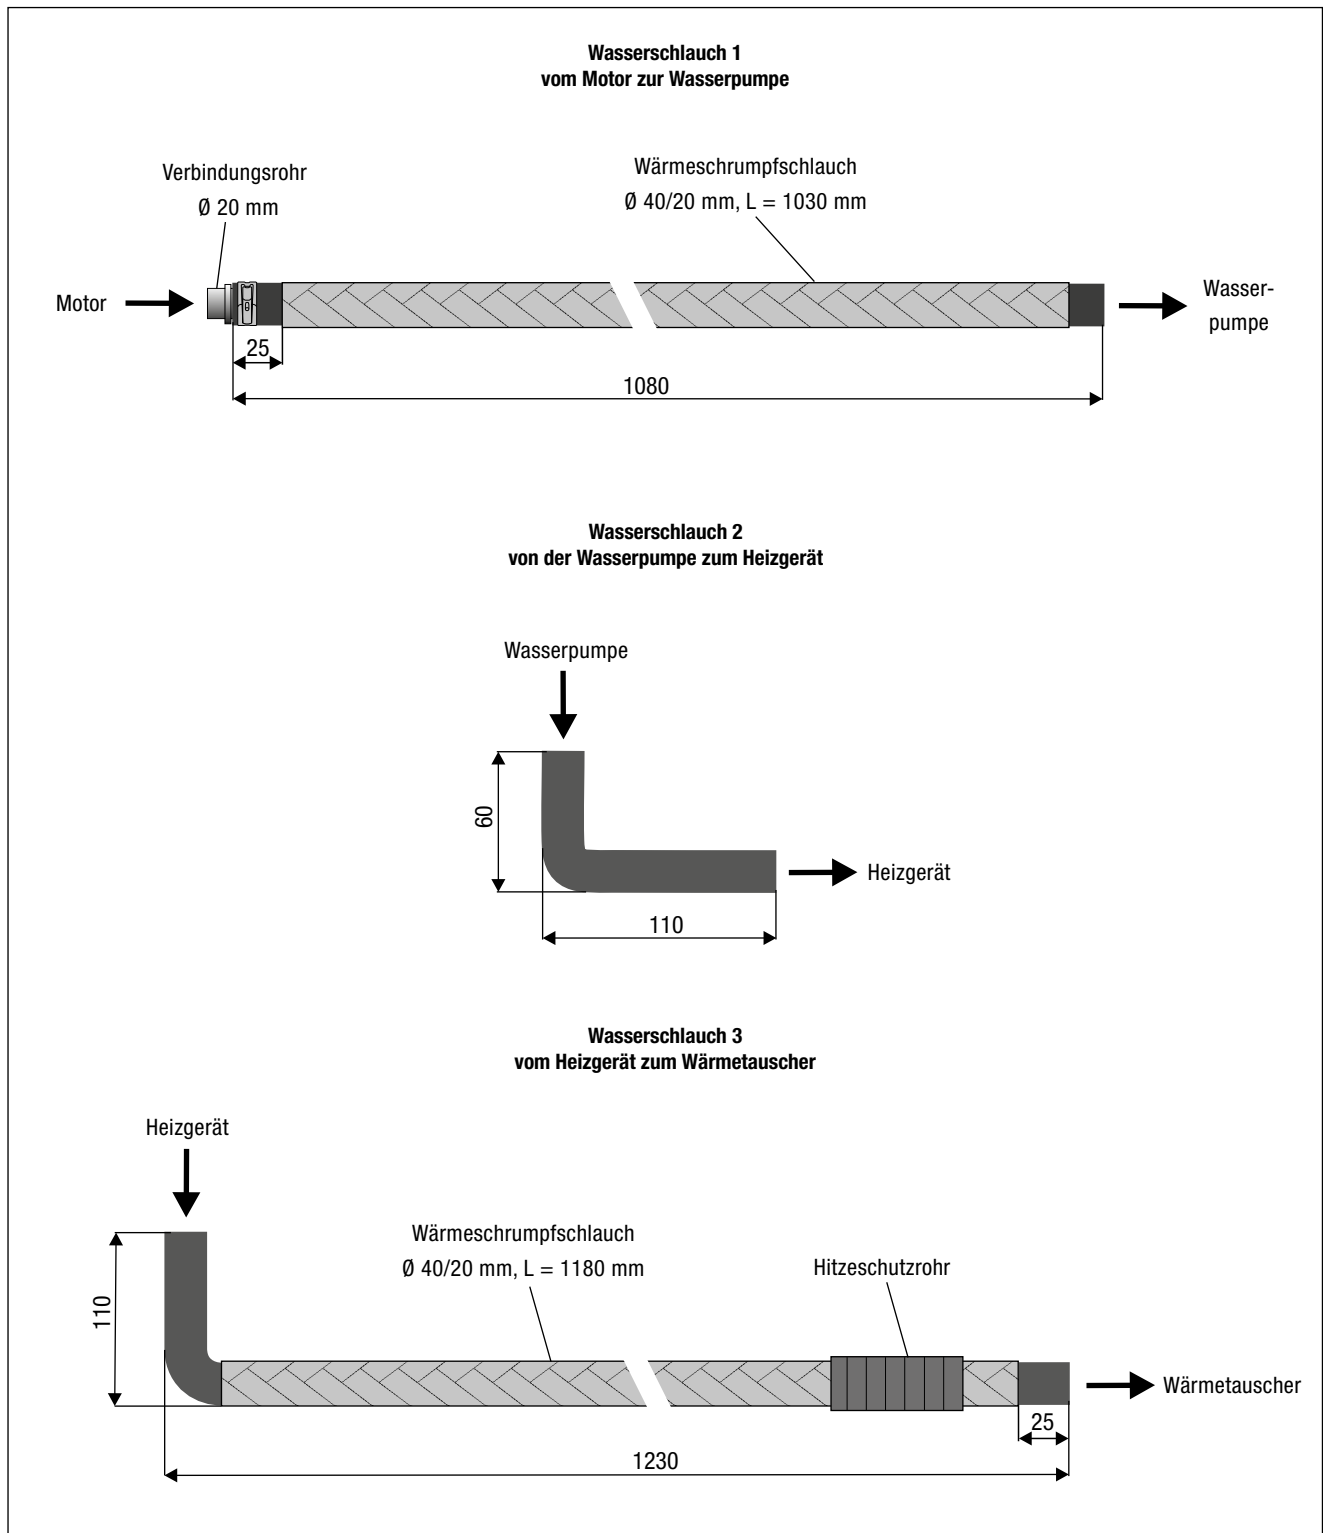 Wasserschlauch 1
vom Motor zur Wasserpumpe
Verbindungsrohr
Ø 20 mm
Wärmeschrumpfschlauch
Ø 40/20 mm, L = 1030 mm
Motor
Wasser-
pumpe
25
1080
Wasserschlauch 2
von der Wasserpumpe zum Heizgerät
Wasserpumpe
60
Heizgerät
110
Wasserschlauch 3
vom Heizgerät zum Wärmetauscher
Heizgerät
Wärmeschrumpfschlauch
Ø 40/20 mm, L = 1180 mm
Hitzeschutzrohr
110
Wärmetauscher
25
1230